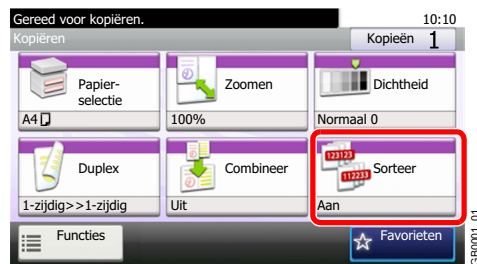 Gereed voor kopiëren.
10:10
Kopiëren
Kopieën 1
Papier-
selectie
A4
Zoomen
100%
Dichtheid
Normaal 0
Duplex
1-zijdig>>1-zijdig
Combineer
Uit
123123
112233
Sorteer
Aan
Functies
Favorieten
GB0001_01